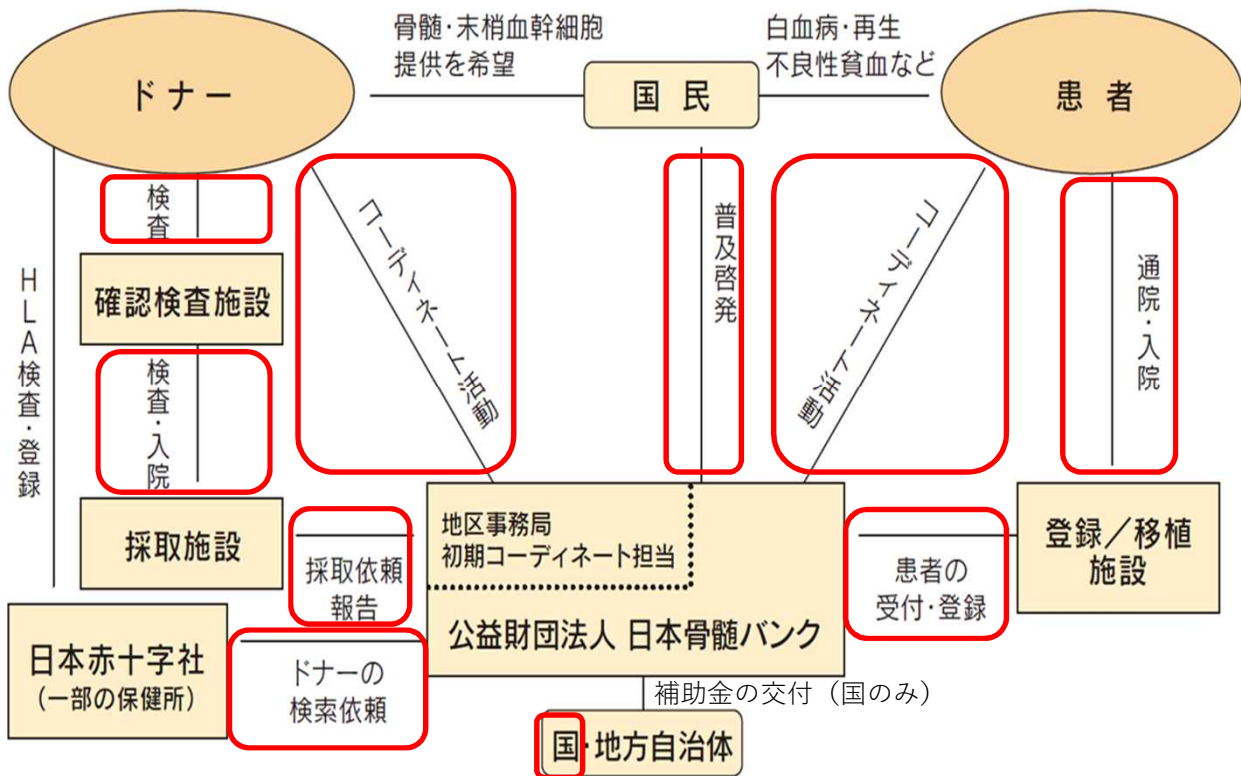 骨髄・末梢血幹細胞
提供を希望
白血病・再生
不良性貧血など
ドナー
国民
患者
検査
コーディネート活動
普及啓発
コーディネート活動
通院・入院
HLA検査・登録
確認検査施設
検査・入院
採取施設
採取依頼
報告
地区事務局
初期コーディネート担当
公益財団法人 日本骨髄バンク
患者の
受付・登録
登録／移植
施設
日本赤十字社
(一部の保健所)
ドナーの
検索依頼
補助金の交付（国のみ）
国・地方自治体